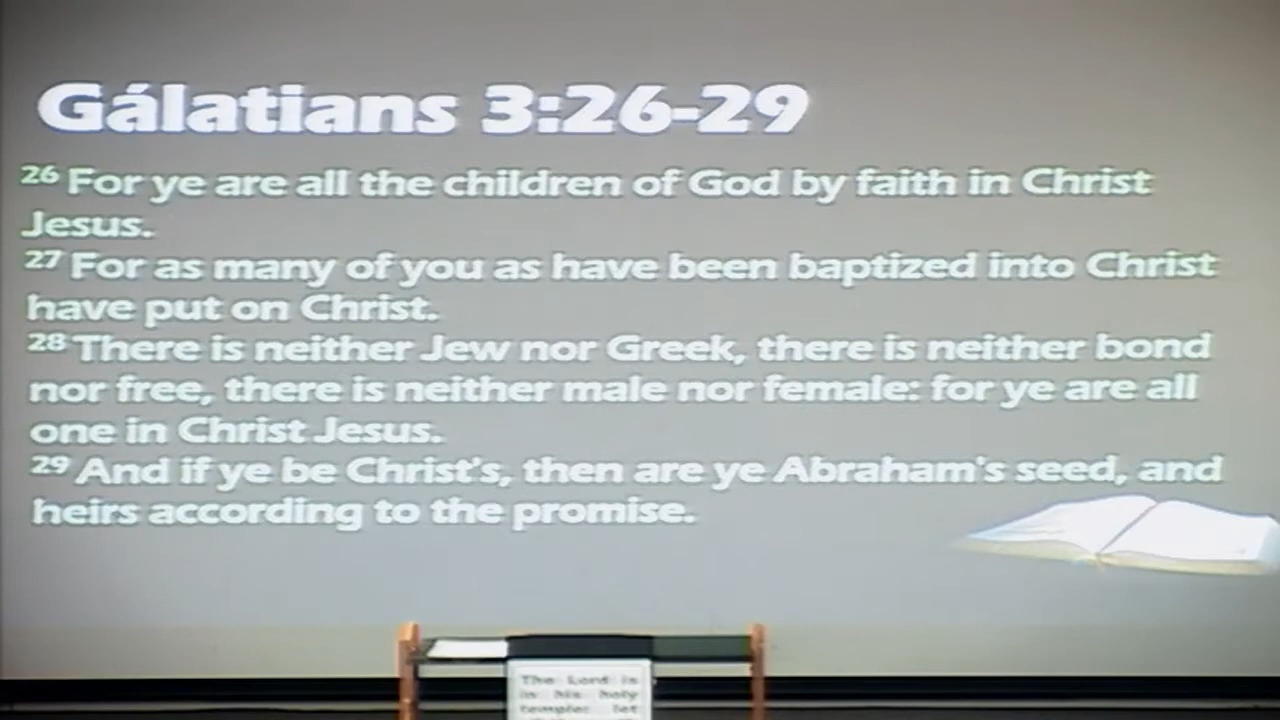 Gálatians 3:26-29
26 For ye are all the children of God by faith in Christ
Jesus.
27 For as many of you as have been baptized into Christ
have put on Christ.
28 There is neither Jew nor Greek, there is neither bond
nor free, there is neither male nor female: for ye are all
one in Christ Jesus.
29 And if ye be Christ's, then are ye Abraham's seed, and
heirs according to the promise.
The Lord is
in his holy
temple: let